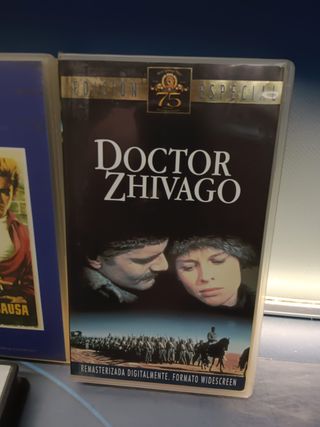 EDICIÓN ESPECIAL
75
DOCTOR
ZHIVAGO
REMASTERIZADA DIGITALMENTE. FORMATO WIDESCREEN
AUSA